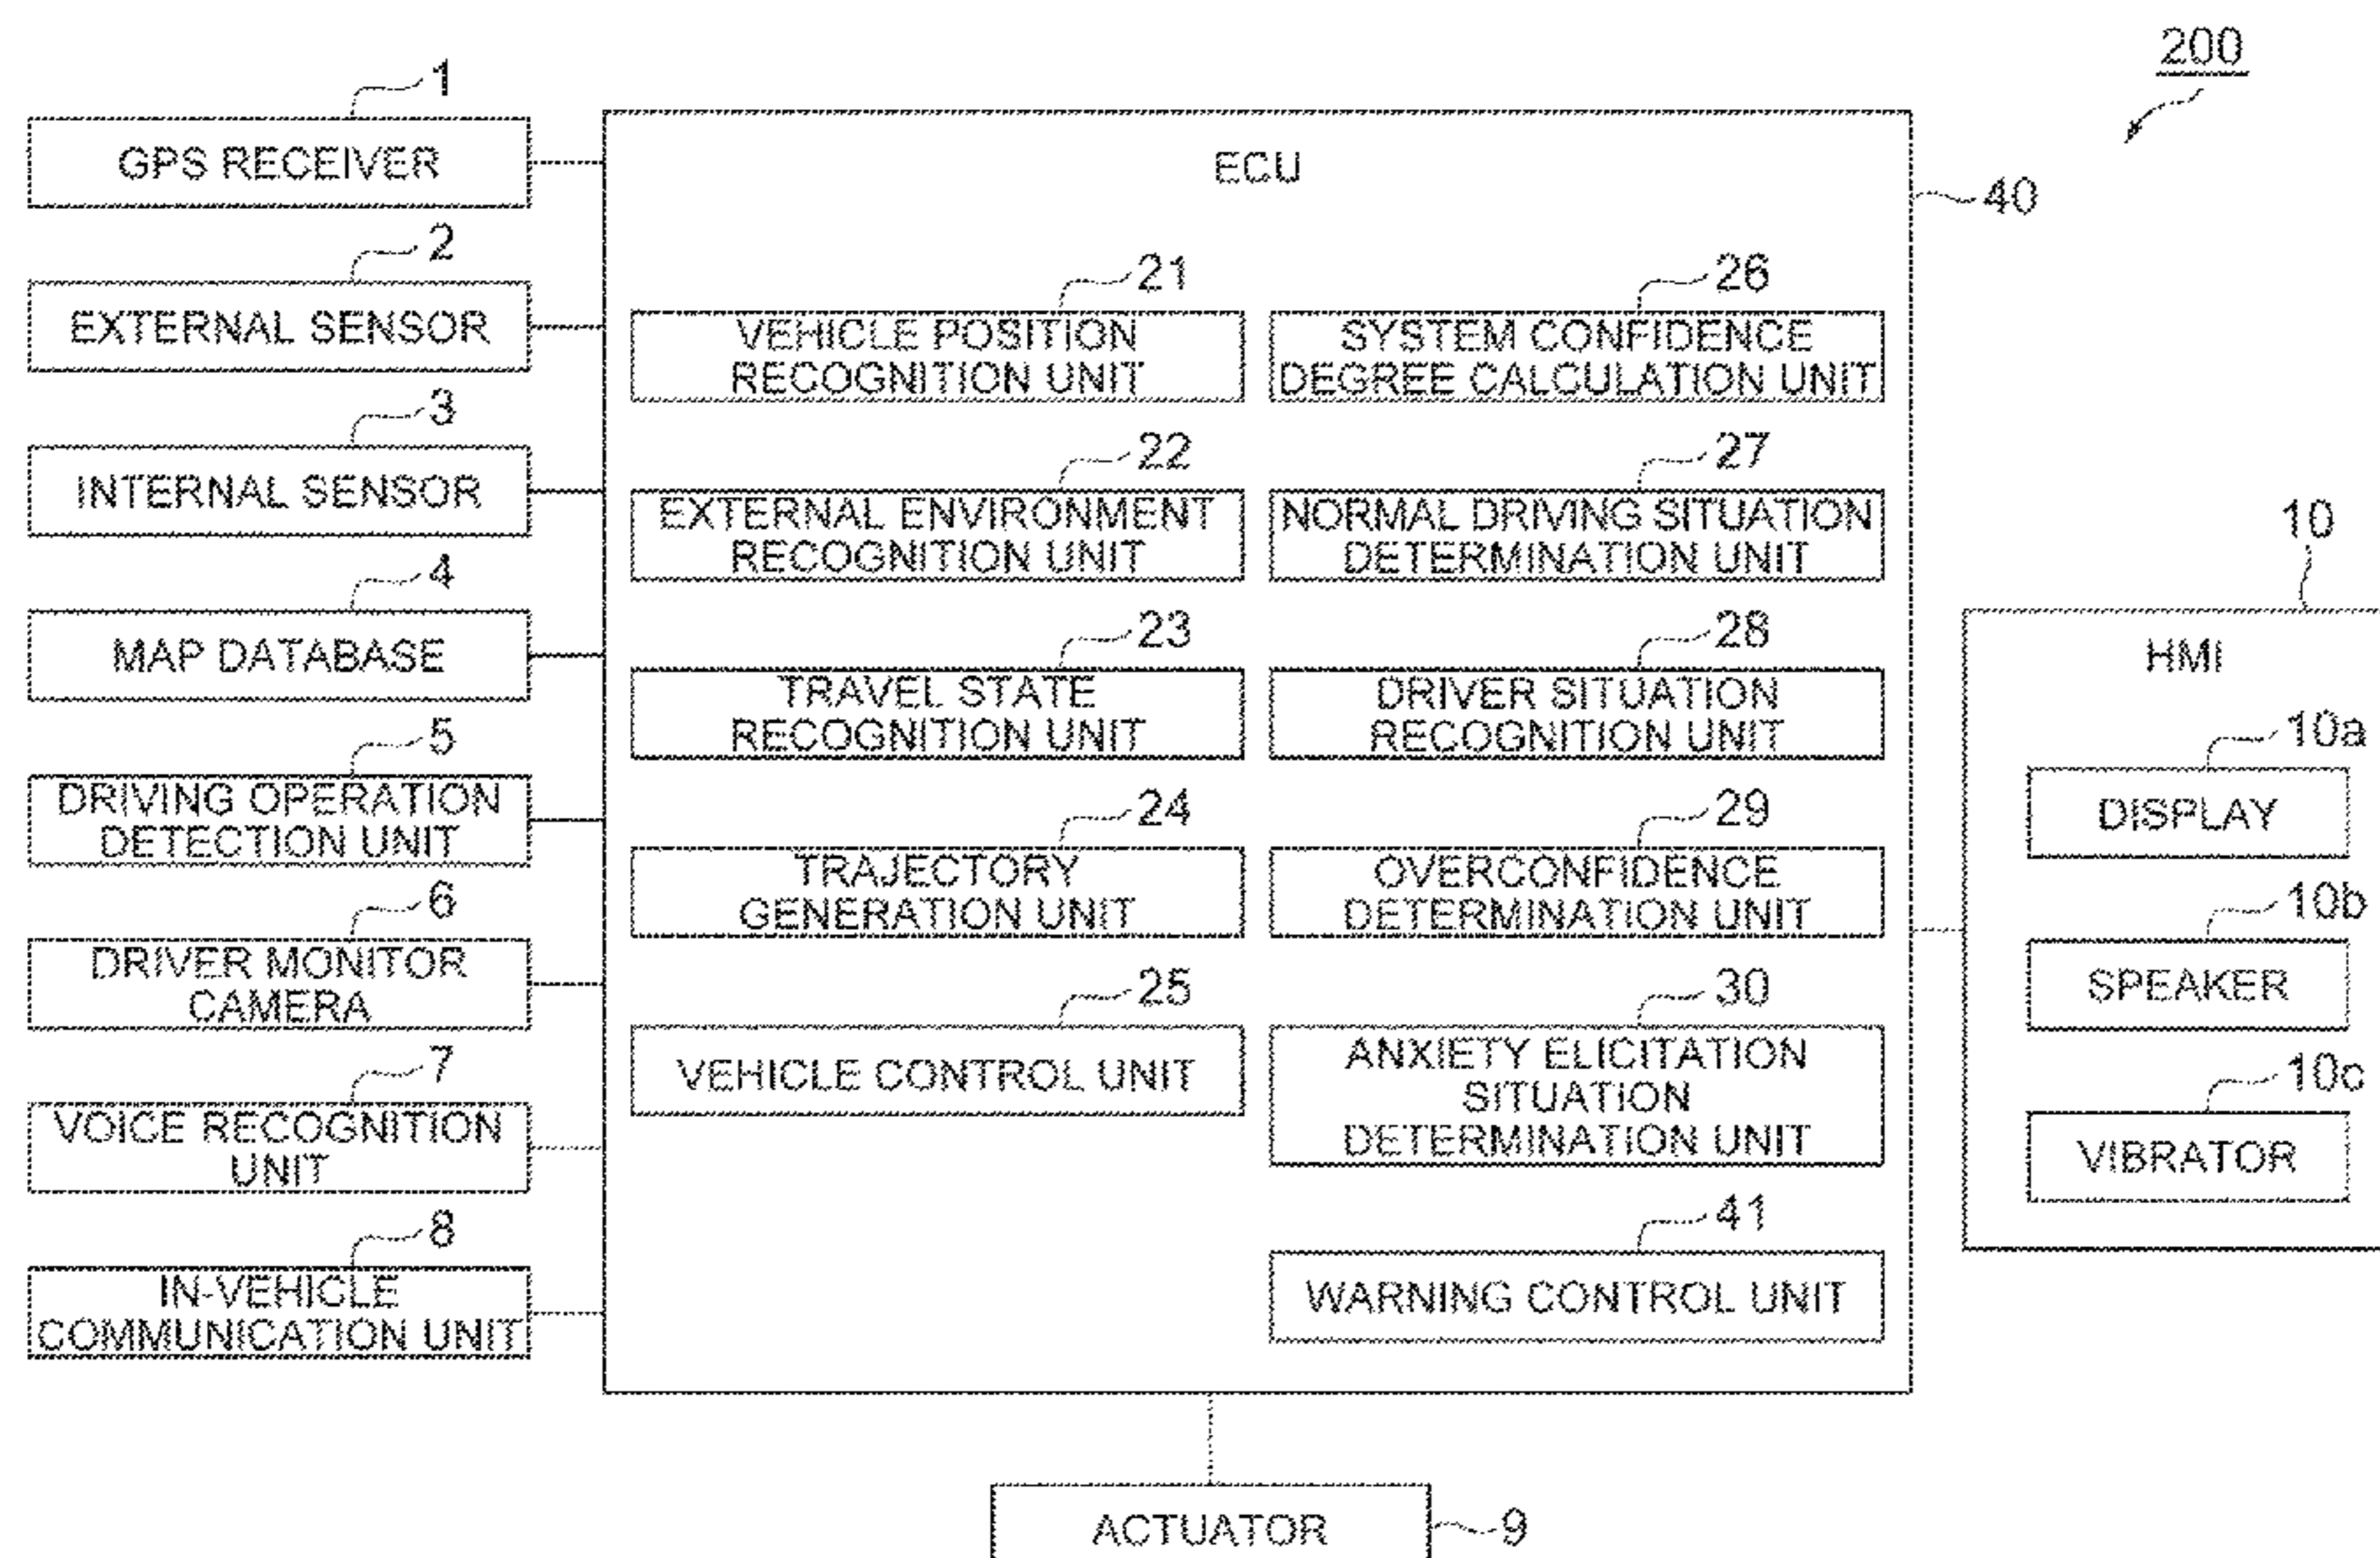 200
1
GPS RECEIVER
2
EXTERNAL SENSOR
3
INTERNAL SENSOR
4
MAP DATABASE
5
DRIVING OPERATION
DETECTION UNIT
6
DRIVER MONITOR
CAMERA
7
VOICE RECOGNITION
UNIT
8
IN-VEHICLE
COMMUNICATION UNIT
ECU
40
21
VEHICLE POSITION
RECOGNITION UNIT
22
EXTERNAL ENVIRONMENT
RECOGNITION UNIT
23
TRAVEL STATE
RECOGNITION UNIT
24
TRAJECTORY
GENERATION UNIT
25
VEHICLE CONTROL UNIT
26
SYSTEM CONFIDENCE
DEGREE CALCULATION UNIT
27
NORMAL DRIVING SITUATION
DETERMINATION UNIT
28
DRIVER SITUATION
RECOGNITION UNIT
29
OVERCONFIDENCE
DETERMINATION UNIT
30
ANXIETY ELICITATION
SITUATION
DETERMINATION UNIT
41
WARNING CONTROL UNIT
10
HMI
10a
DISPLAY
10b
SPEAKER
10c
VIBRATOR
ACTUATOR
9